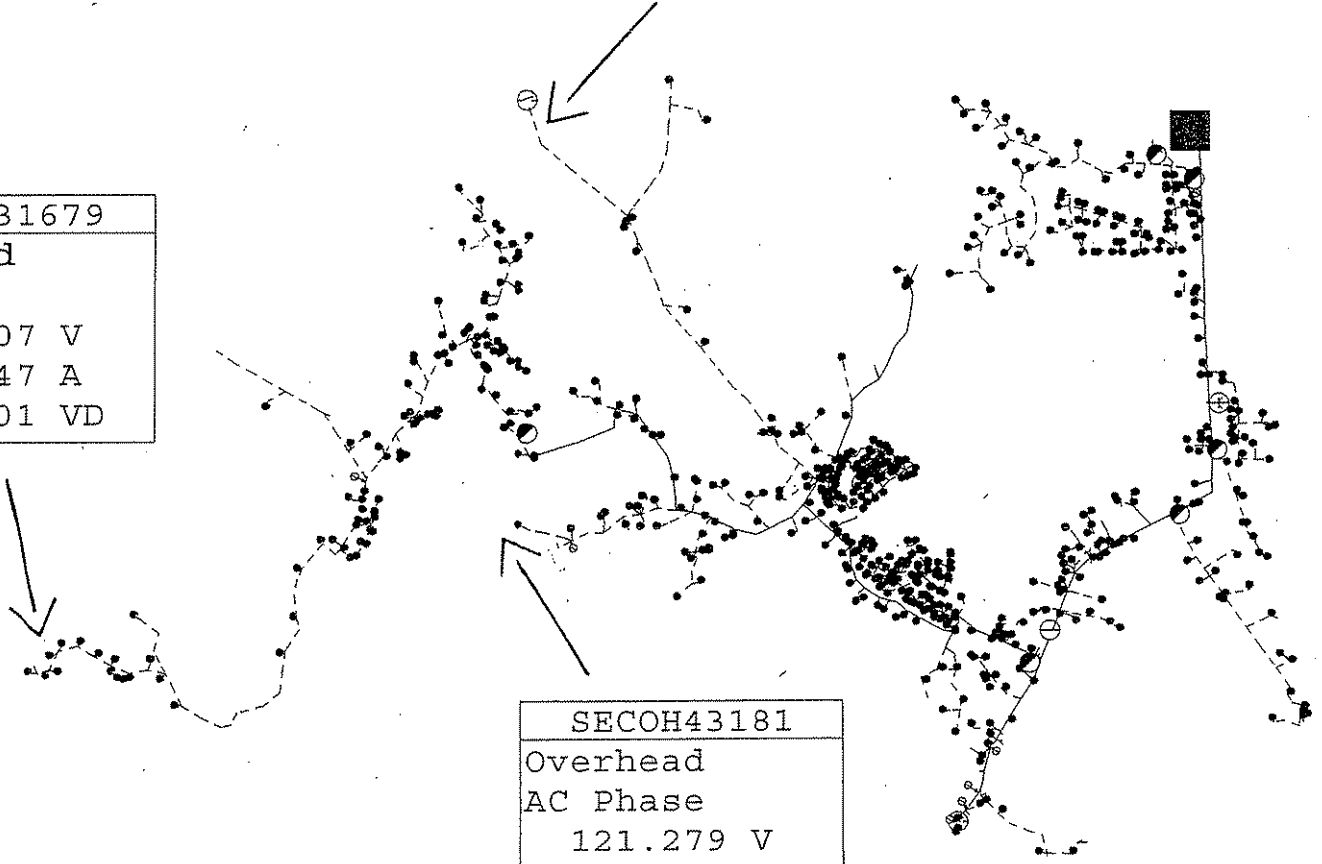 31679
d
07 V
47 A
01 VD
SECOH43181
Overhead
AC Phase
121.279 V